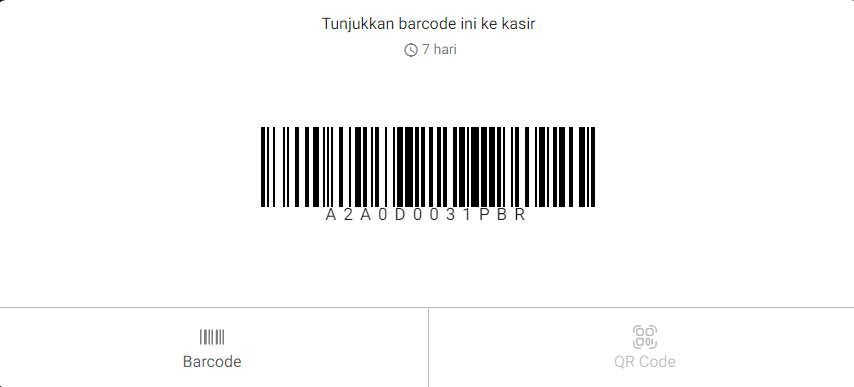 Tunjukkan barcode ini ke kasir
7 hari
A2A0D0031PBR
Barcode
QR Code